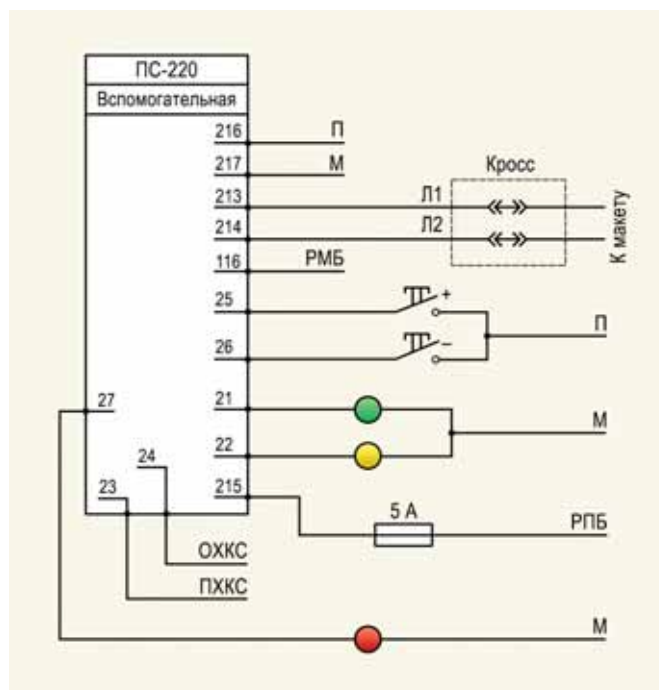 ПС-220
Вспомогательная
216 П
217 М
Кросс
213 Л1
214 Л2
К макету
116 РМБ
25 +
П
26 –
27
21
М
22
24
23
215
5 А
РПБ
ОХКС
ПХКС
М